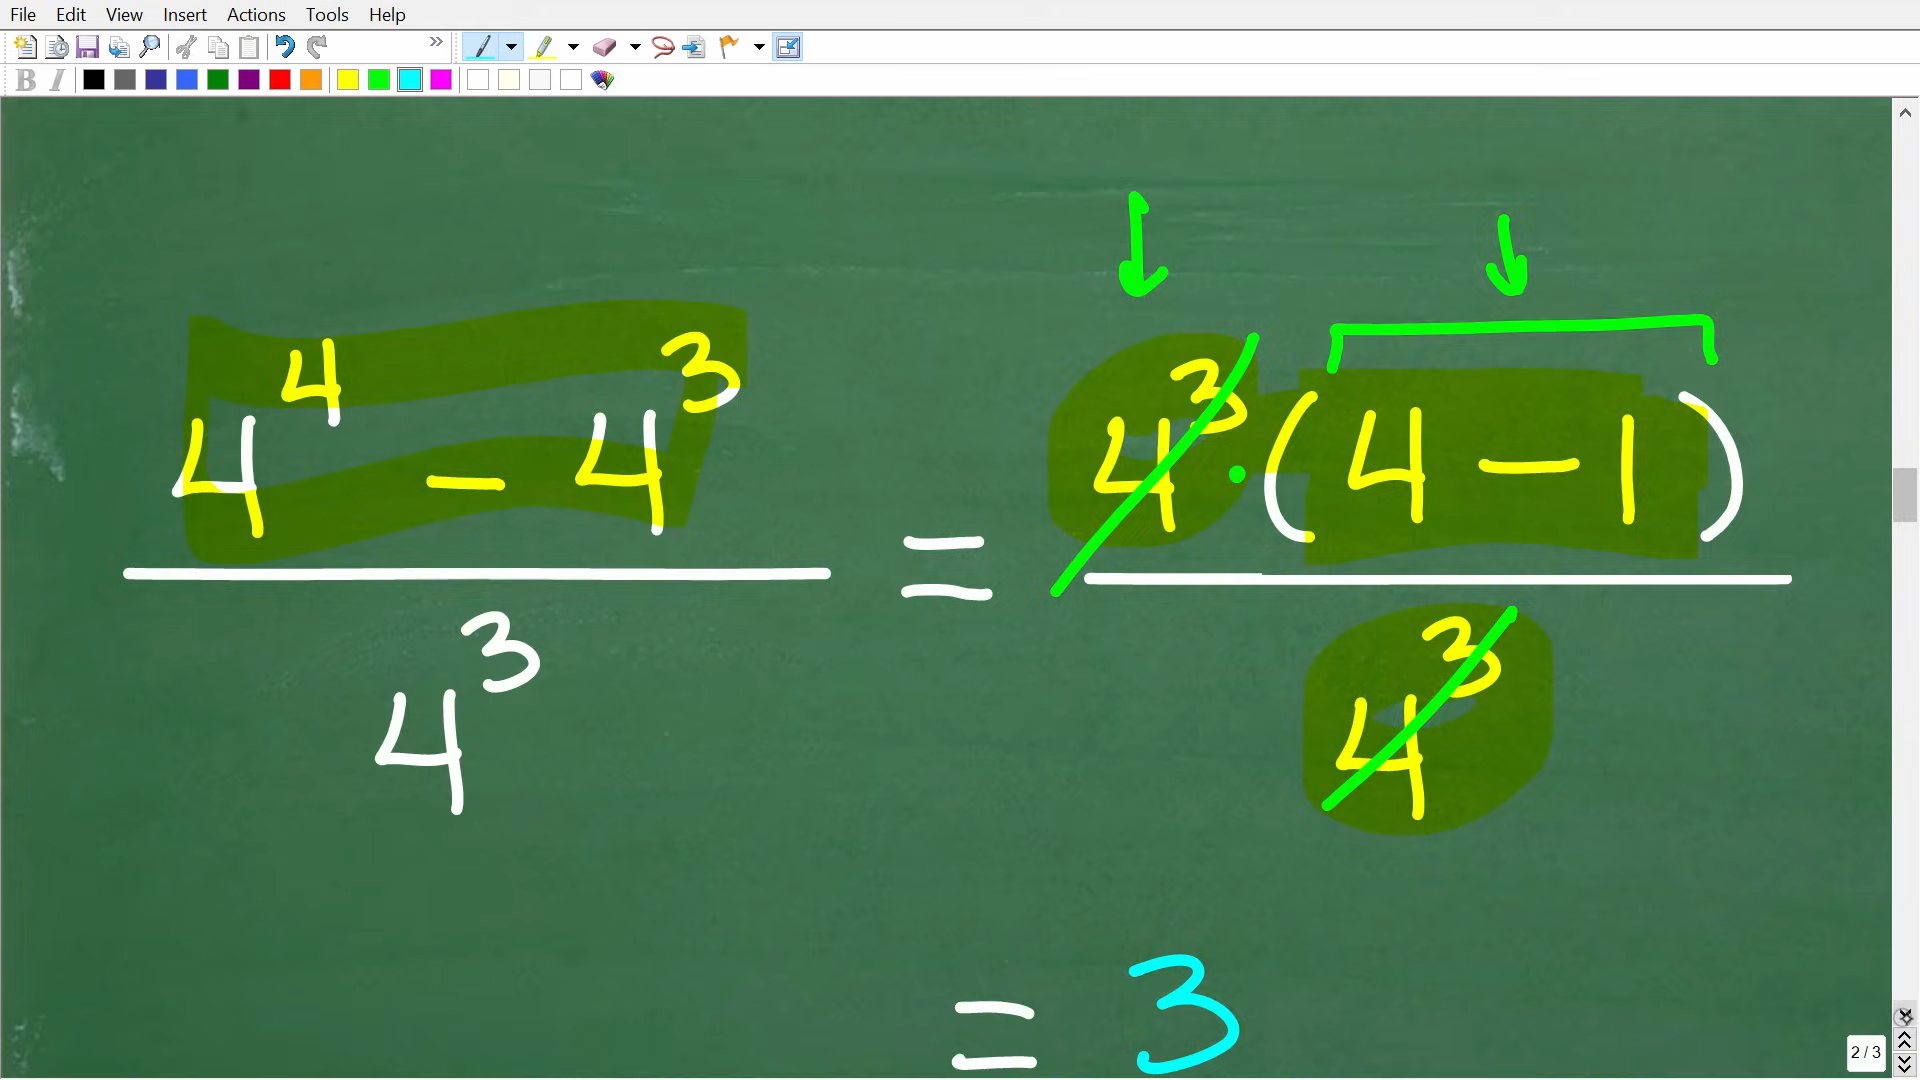 File Edit View Insert Actions Tools Help
B I
4⁴ - 4³ = 4³ · (4 - 1)
4³ 4³
= 3
2 / 3